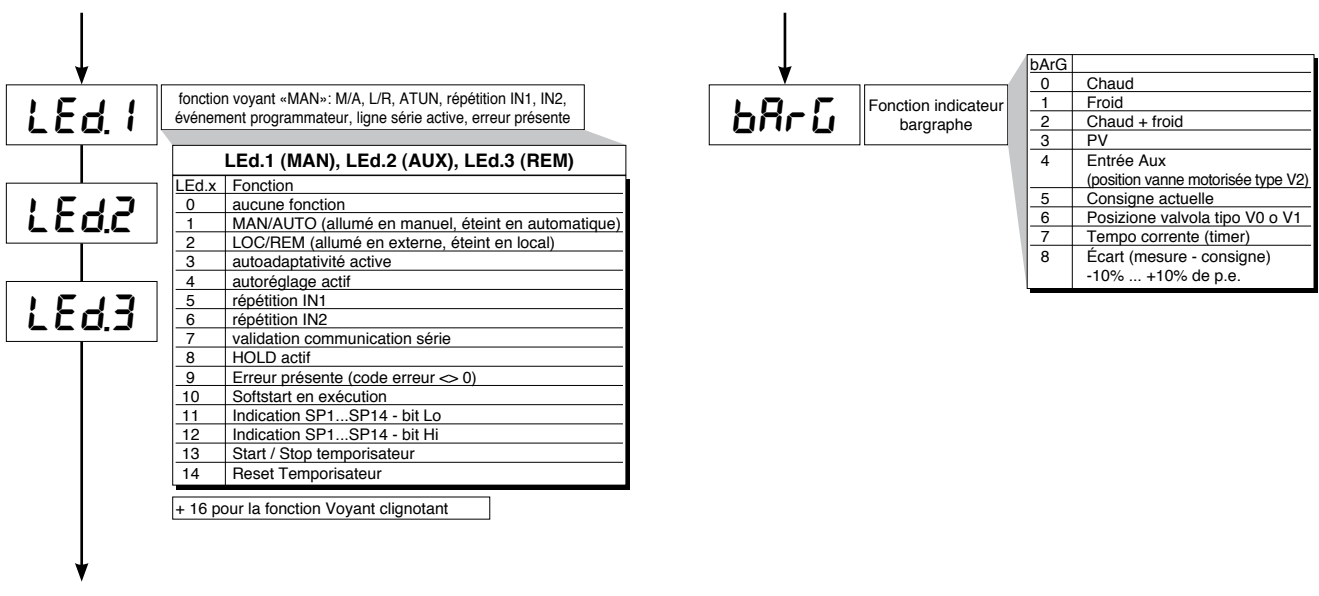 LEd.1
fonction voyant «MAN»: M/A, L/R, ATUN, répétition IN1, IN2,
événement programmateur, ligne série active, erreur présente
LEd.1 (MAN), LEd.2 (AUX), LEd.3 (REM)
LEd.x Fonction
0 aucune fonction
1 MAN/AUTO (allumé en manuel, éteint en automatique)
2 LOC/REM (allumé en externe, éteint en local)
3 autoadaptativité active
4 autoréglage actif
5 répétition IN1
6 répétition IN2
7 validation communication série
8 HOLD actif
9 Erreur présente (code erreur <> 0)
10 Softstart en exécution
11 Indication SP1...SP14 - bit Lo
12 Indication SP1...SP14 - bit Hi
13 Start / Stop temporisateur
14 Reset Temporisateur
+ 16 pour la fonction Voyant clignotant
LEd.2
LEd.3
bArG
Fonction indicateur
bargraphe
bArG
0 Chaud
1 Froid
2 Chaud + froid
3 PV
4 Entrée Aux
(position vanne motorisée type V2)
5 Consigne actuelle
6 Posizione valvola tipo V0 o V1
7 Tempo corrente (timer)
8 Écart (mesure - consigne)
-10% ... +10% de p.e.